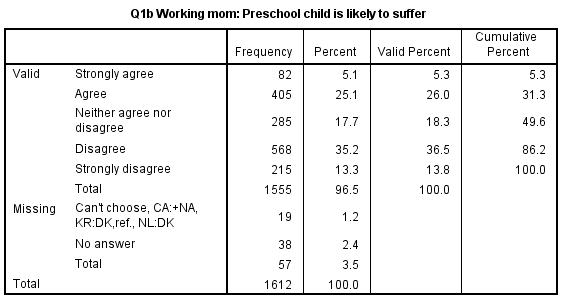 Q1b Working mom: Preschool child is likely to suffer
Frequency Percent Valid Percent Cumulative Percent
Valid Strongly agree 82 5.1 5.3 5.3
Agree 405 25.1 26.0 31.3
Neither agree nor
disagree 285 17.7 18.3 49.6
Disagree 568 35.2 36.5 86.2
Strongly disagree 215 13.3 13.8 100.0
Total 1555 96.5 100.0
Missing Can't choose, CA:+NA,
KR:DK,ref., NL:DK 19 1.2
No answer 38 2.4
Total 57 3.5
Total 1612 100.0